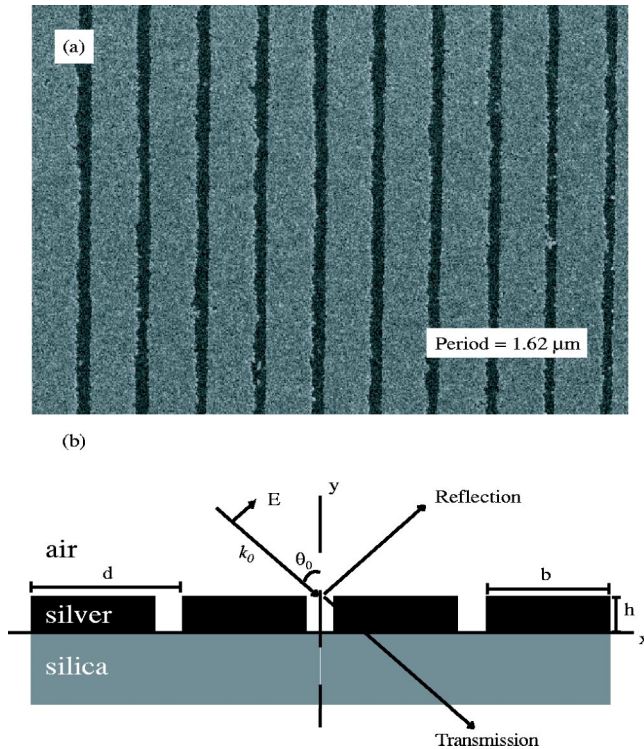 (a)
Period = 1.62 μm
(b)
y
E
Reflection
k0
θ0
air
d
b
silver
h
x
silica
Transmission